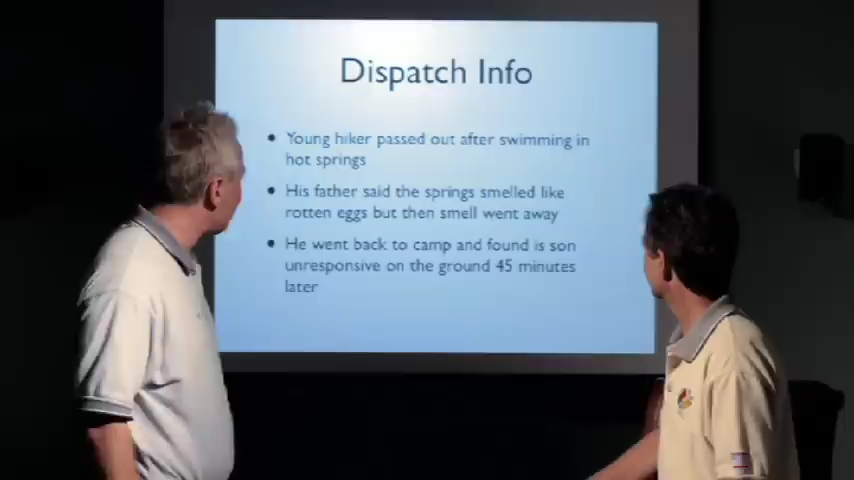 Dispatch Info
• Young hiker passed out after swimming in
hot springs
• His father said the springs smelled like
rotten eggs but then smell went away
• He went back to camp and found is son
unresponsive on the ground 45 minutes
later